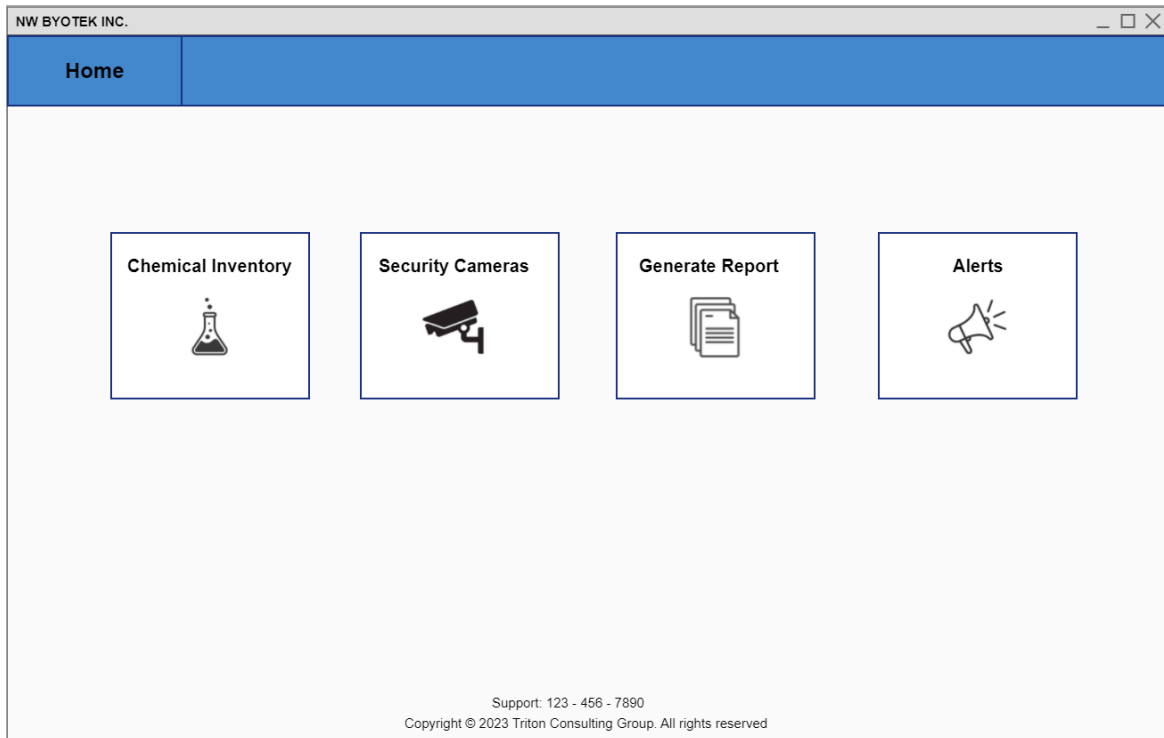 NW BYOTEK INC.
Home
Chemical Inventory
Security Cameras
Generate Report
Alerts
Support: 123 - 456 - 7890
Copyright © 2023 Triton Consulting Group. All rights reserved